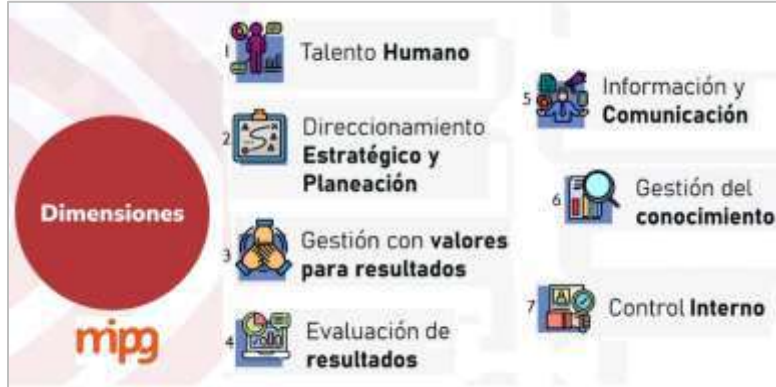 Dimensiones
mipg
1
Talento Humano
2
Direccionamiento
Estratégico y
Planeación
3
Gestión con valores
para resultados
4
Evaluación de
resultados
5
Información y
Comunicación
6
Gestión del
conocimiento
7
Control Interno